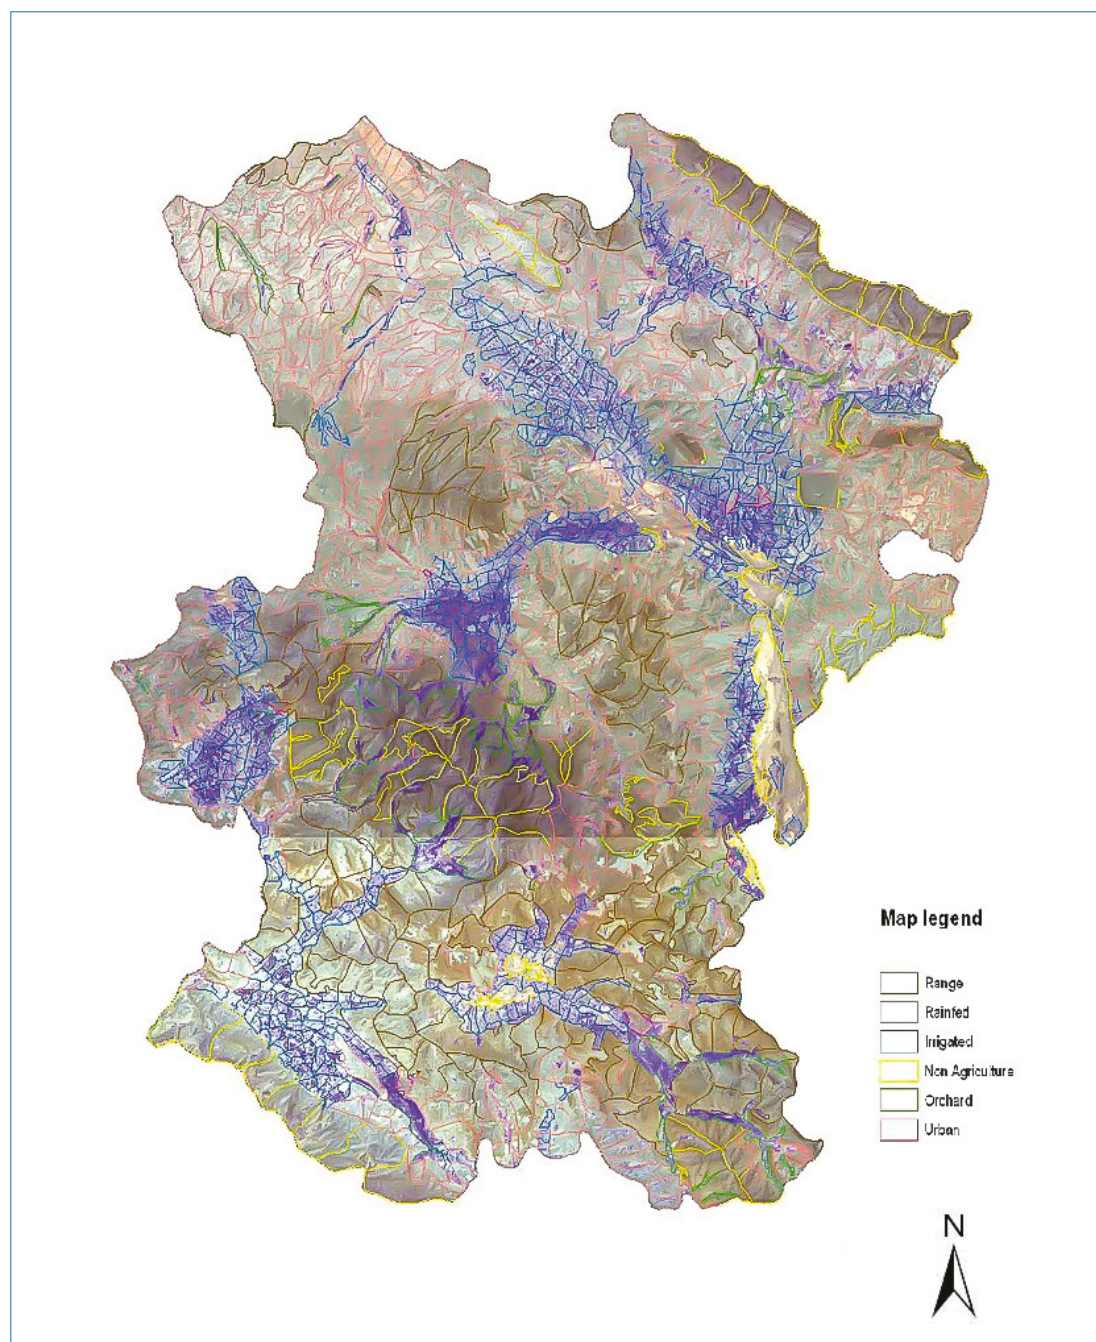 Map legend
Range
Rainfed
Irrigated
Non Agriculture
Orchard
Urban
N